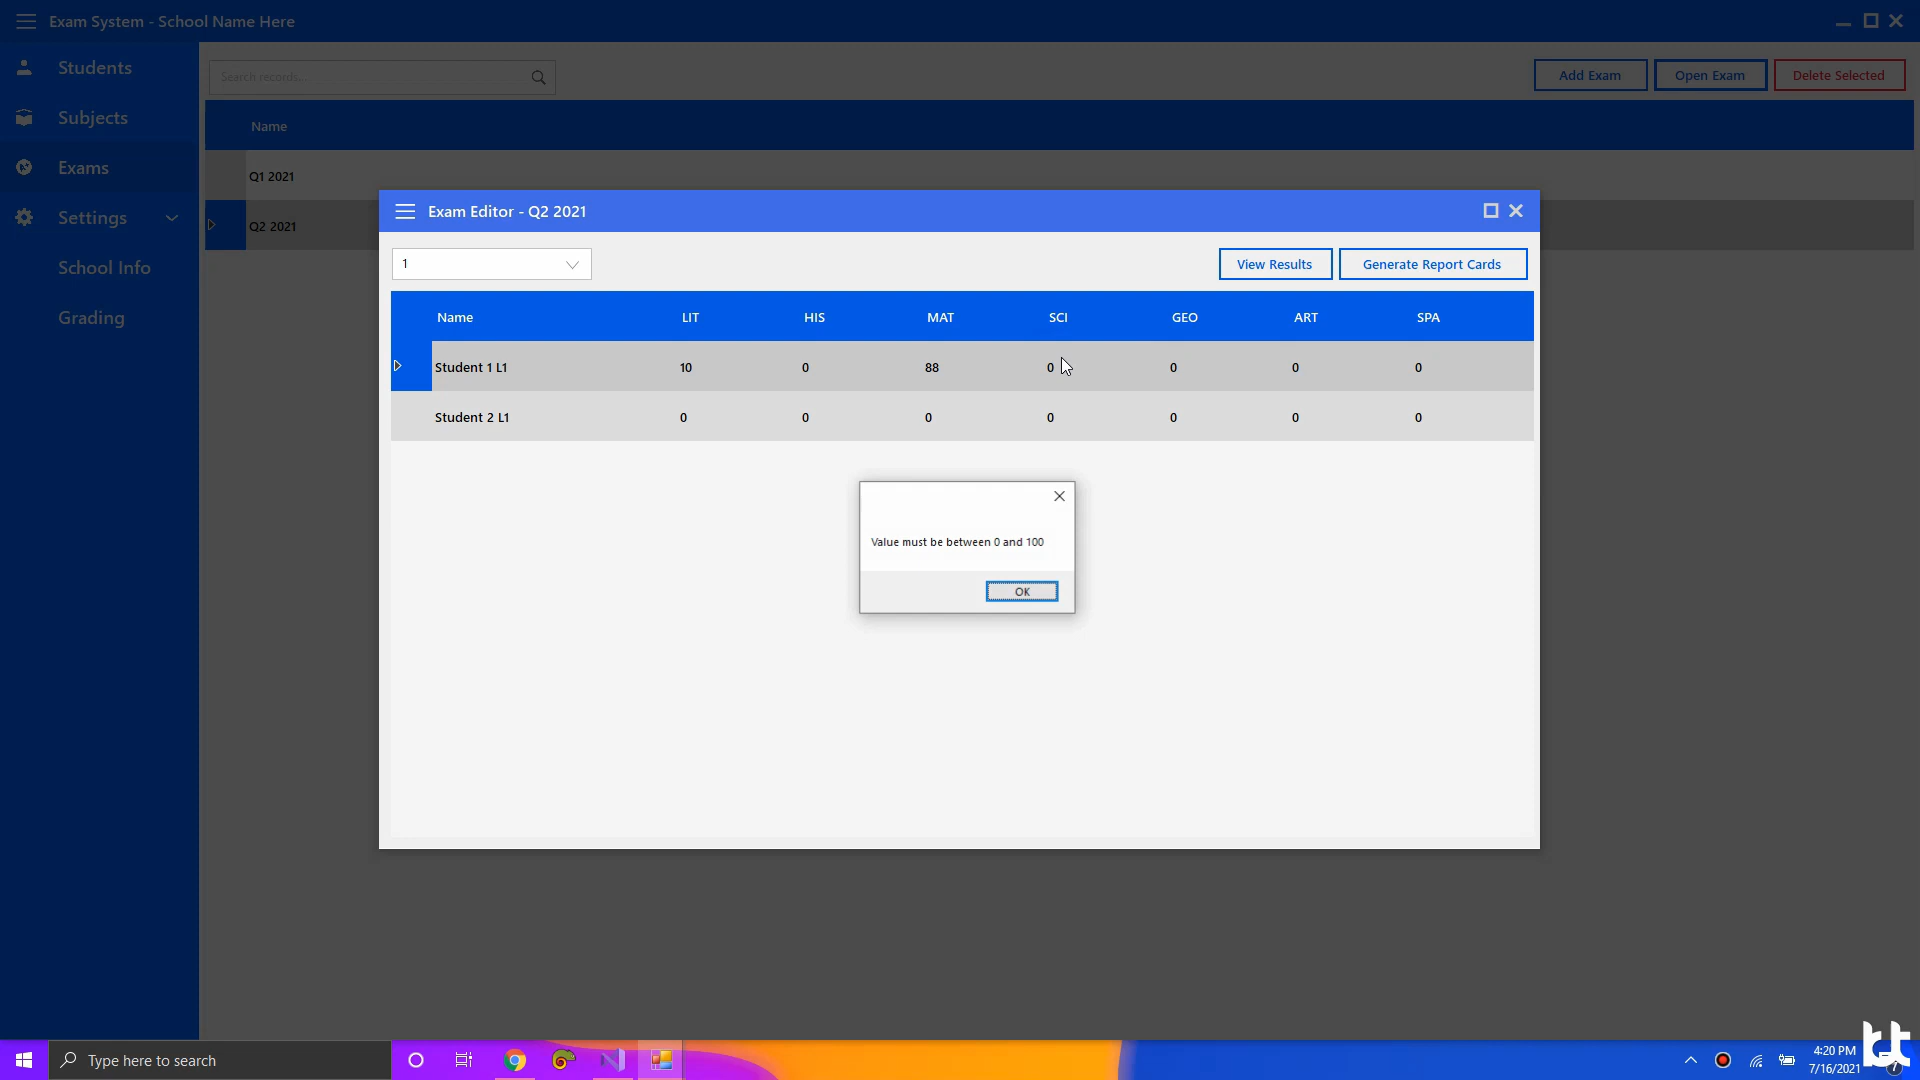 Exam System - School Name Here
Students
Subjects
Exams
Settings
School Info
Grading
Search records...
Add Exam
Open Exam
Delete Selected
Name
Q1 2021
Q2 2021
Exam Editor - Q2 2021
1
View Results
Generate Report Cards
Name LIT HIS MAT SCI GEO ART SPA
Student 1 L1 10 0 88 0 0 0 0
Student 2 L1 0 0 0 0 0 0 0
Value must be between 0 and 100
OK
Type here to search
4:20 PM
7/16/2021